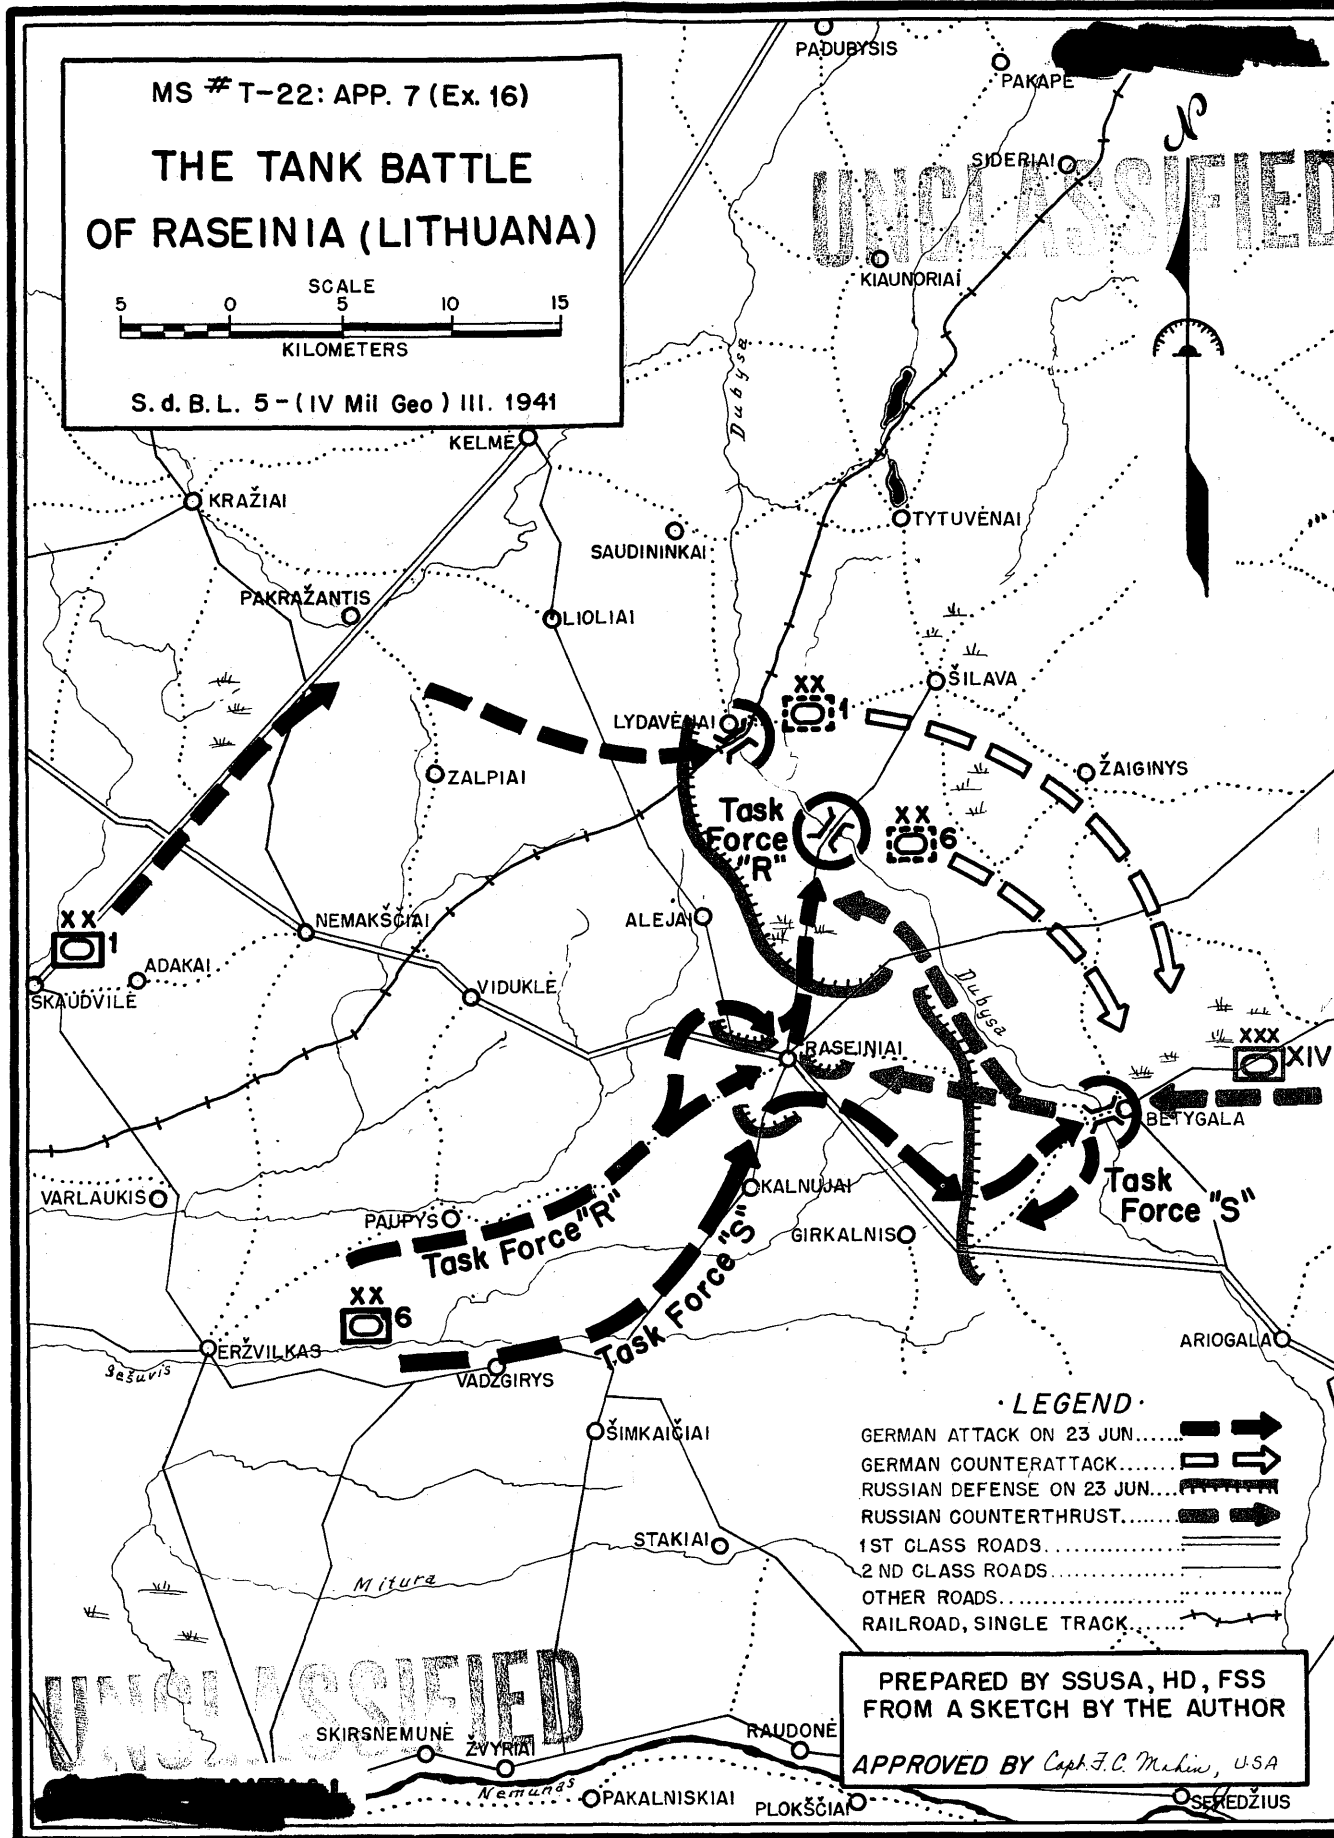 MS # T-22: APP. 7 (Ex. 16)
THE TANK BATTLE
OF RASEINIA (LITHUANA)
SCALE
5 0 5 10 15
KILOMETERS
S.d.B.L. 5-(IV Mil Geo) III. 1941
PADUBYSIS
PAKAPĖ
N
SIDERIAI
UNCLASSIFIED
KIAUNORIAI
Dubysa
KELMĖ
KRAŽIAI
TYTUVĖNAI
SAUDININKAI
PAKRAŽANTIS
LIOLIAI
ŠILAVA
XX
1
LYDAVĖNAI
ŽAIGINYS
ZALPIAI
Task
Force
"R"
XX
6
NEMAKŠČIAI
ALEJAI
XX
1
ADAKAI
SKAUDVILĖ
VIDUKLĖ
Dubysa
RASEINIAI
XXX
XIV
BETYGALA
VARLAUKIS
PAUPYS
KALNUJAI
Task
Force "S"
GIRKALNIS
Task Force "R"
Task Force "S"
XX
6
ERŽVILKAS
Šešuvis
VADZGIRYS
ARIOGALA
ŠIMKAIČIAI
STAKIAI
Mitura
·LEGEND·
GERMAN ATTACK ON 23 JUN......
GERMAN COUNTERATTACK.......
RUSSIAN DEFENSE ON 23 JUN....
RUSSIAN COUNTERTHRUST.......
1ST CLASS ROADS..............
2ND CLASS ROADS..............
OTHER ROADS..................
RAILROAD, SINGLE TRACK.......
UNCLASSIFIED
PREPARED BY SSUSA, HD, FSS
FROM A SKETCH BY THE AUTHOR
APPROVED BY Capt. F. C. Mahin, USA
SKIRSNEMUNĖ
ŽVYRIAI
RAUDONĖ
Nemunas
PAKALNISKIAI
PLOKŠČIAI
SEREDŽIUS